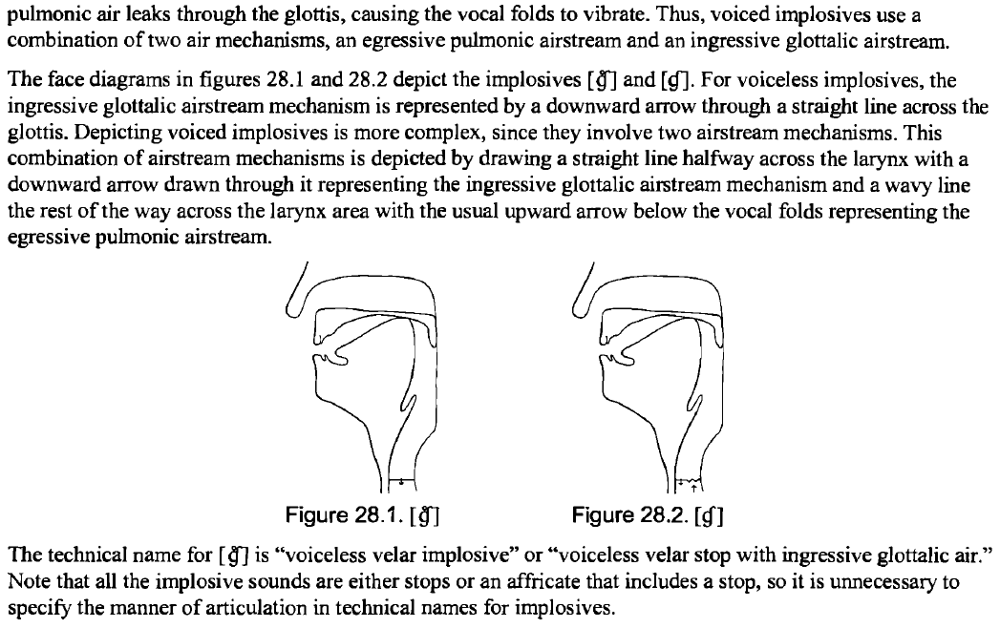 pulmonic air leaks through the glottis, causing the vocal folds to vibrate. Thus, voiced implosives use a
combination of two air mechanisms, an egressive pulmonic airstream and an ingressive glottalic airstream.
The face diagrams in figures 28.1 and 28.2 depict the implosives [ɠ̊] and [ɠ]. For voiceless implosives, the
ingressive glottalic airstream mechanism is represented by a downward arrow through a straight line across the
glottis. Depicting voiced implosives is more complex, since they involve two airstream mechanisms. This
combination of airstream mechanisms is depicted by drawing a straight line halfway across the larynx with a
downward arrow drawn through it representing the ingressive glottalic airstream mechanism and a wavy line
the rest of the way across the larynx area with the usual upward arrow below the vocal folds representing the
egressive pulmonic airstream.
Figure 28.1. [ɠ̊]
Figure 28.2. [ɠ]
The technical name for [ɠ̊] is “voiceless velar implosive” or “voiceless velar stop with ingressive glottalic air.”
Note that all the implosive sounds are either stops or an affricate that includes a stop, so it is unnecessary to
specify the manner of articulation in technical names for implosives.